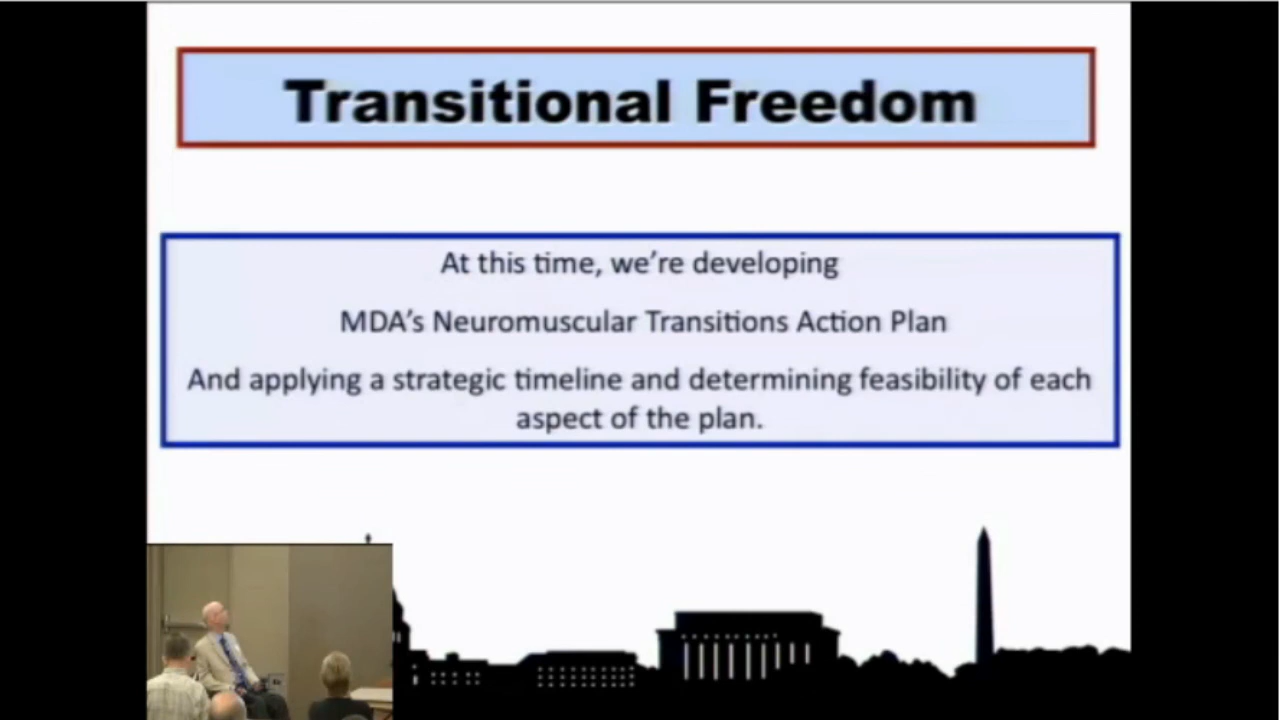 Transitional Freedom
At this time, we're developing
MDA's Neuromuscular Transitions Action Plan
And applying a strategic timeline and determining feasibility of each
aspect of the plan.